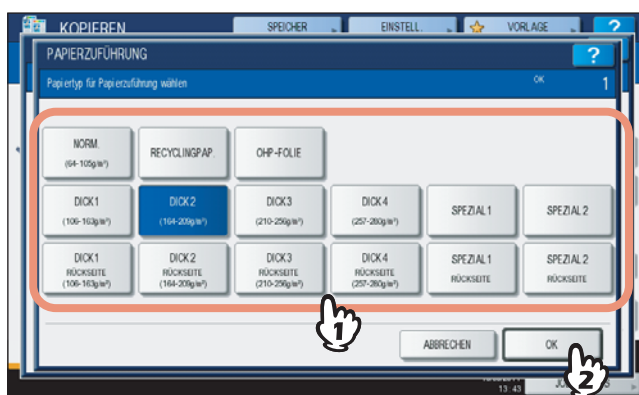 KOPIEREN
SPEICHER
EINSTELL.
VORLAGE
?
PAPIERZUFÜHRUNG
?
Papiertyp für Papierzuführung wählen
OK
1
NORM.
(64-105g/m²)
RECYCLINGPAP.
OHP-FOLIE
DICK 1
(106-163g/m²)
DICK 2
(164-209g/m²)
DICK 3
(210-256g/m²)
DICK 4
(257-280g/m²)
SPEZIAL 1
SPEZIAL 2
DICK 1
RÜCKSEITE
(106-163g/m²)
DICK 2
RÜCKSEITE
(164-209g/m²)
DICK 3
RÜCKSEITE
(210-256g/m²)
DICK 4
RÜCKSEITE
(257-280g/m²)
SPEZIAL 1
RÜCKSEITE
SPEZIAL 2
RÜCKSEITE
1
ABBRECHEN
OK
2
13:43